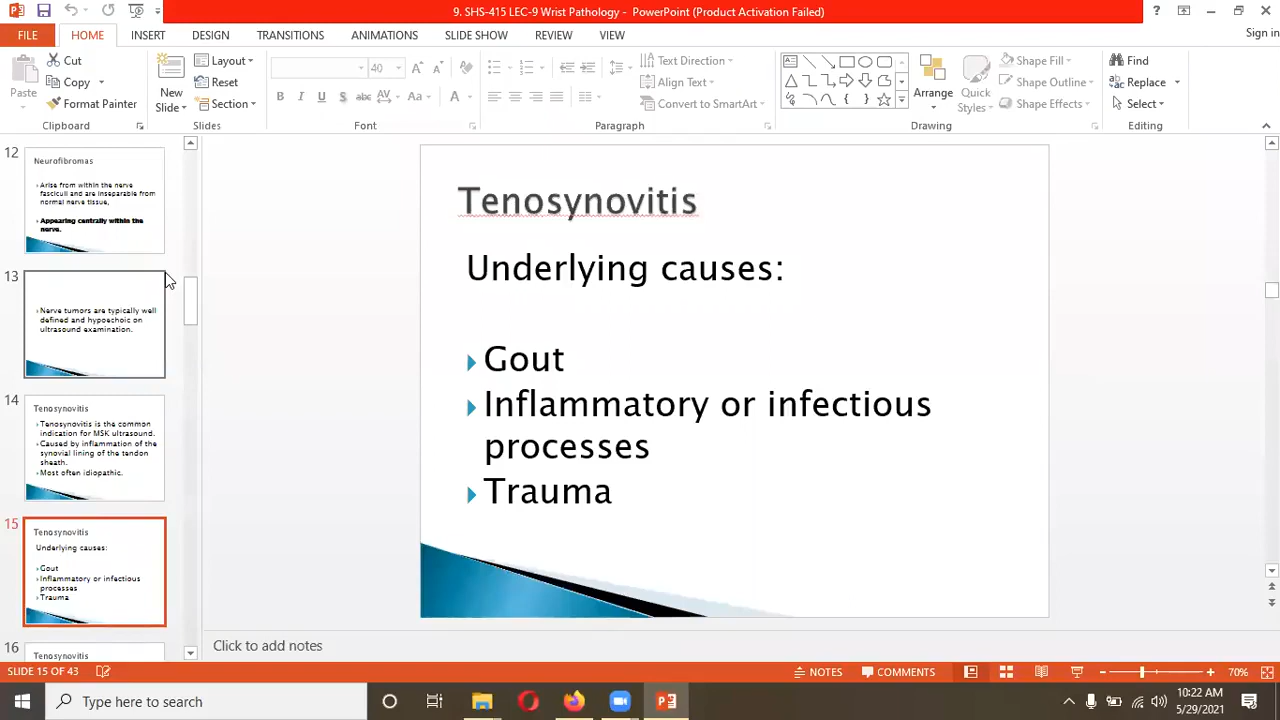 9. SHS-415 LEC-9 Wrist Pathology - PowerPoint (Product Activation Failed)
FILE HOME INSERT DESIGN TRANSITIONS ANIMATIONS SLIDE SHOW REVIEW VIEW Sign in
Paste
Cut
Copy
Format Painter
Clipboard
New Slide
Layout
Reset
Section
Slides
40
B I U S abc AV Aa A
Font
Text Direction
Align Text
Convert to SmartArt
Paragraph
Arrange
Quick Styles
Shape Fill
Shape Outline
Shape Effects
Drawing
Find
Replace
Select
Editing
12
Neurofibromas
Arise from within the nerve
fasciculi and are inseparable from
normal nerve tissue,
Appearing centrally within the
nerve.
13
Nerve tumors are typically well
defined and hypoechoic on
ultrasound examination.
14
Tenosynovitis
Tenosynovitis is the common
indication for MSK ultrasound.
Caused by inflammation of the
synovial lining of the tendon
sheath.
Most often idiopathic.
15
Tenosynovitis
Underlying causes:
Gout
Inflammatory or infectious
processes
Trauma
16
Tenosynovitis
Tenosynovitis
Underlying causes:
Gout
Inflammatory or infectious
processes
Trauma
Click to add notes
SLIDE 15 OF 43 NOTES COMMENTS 70%
Type here to search
10:22 AM
5/29/2021